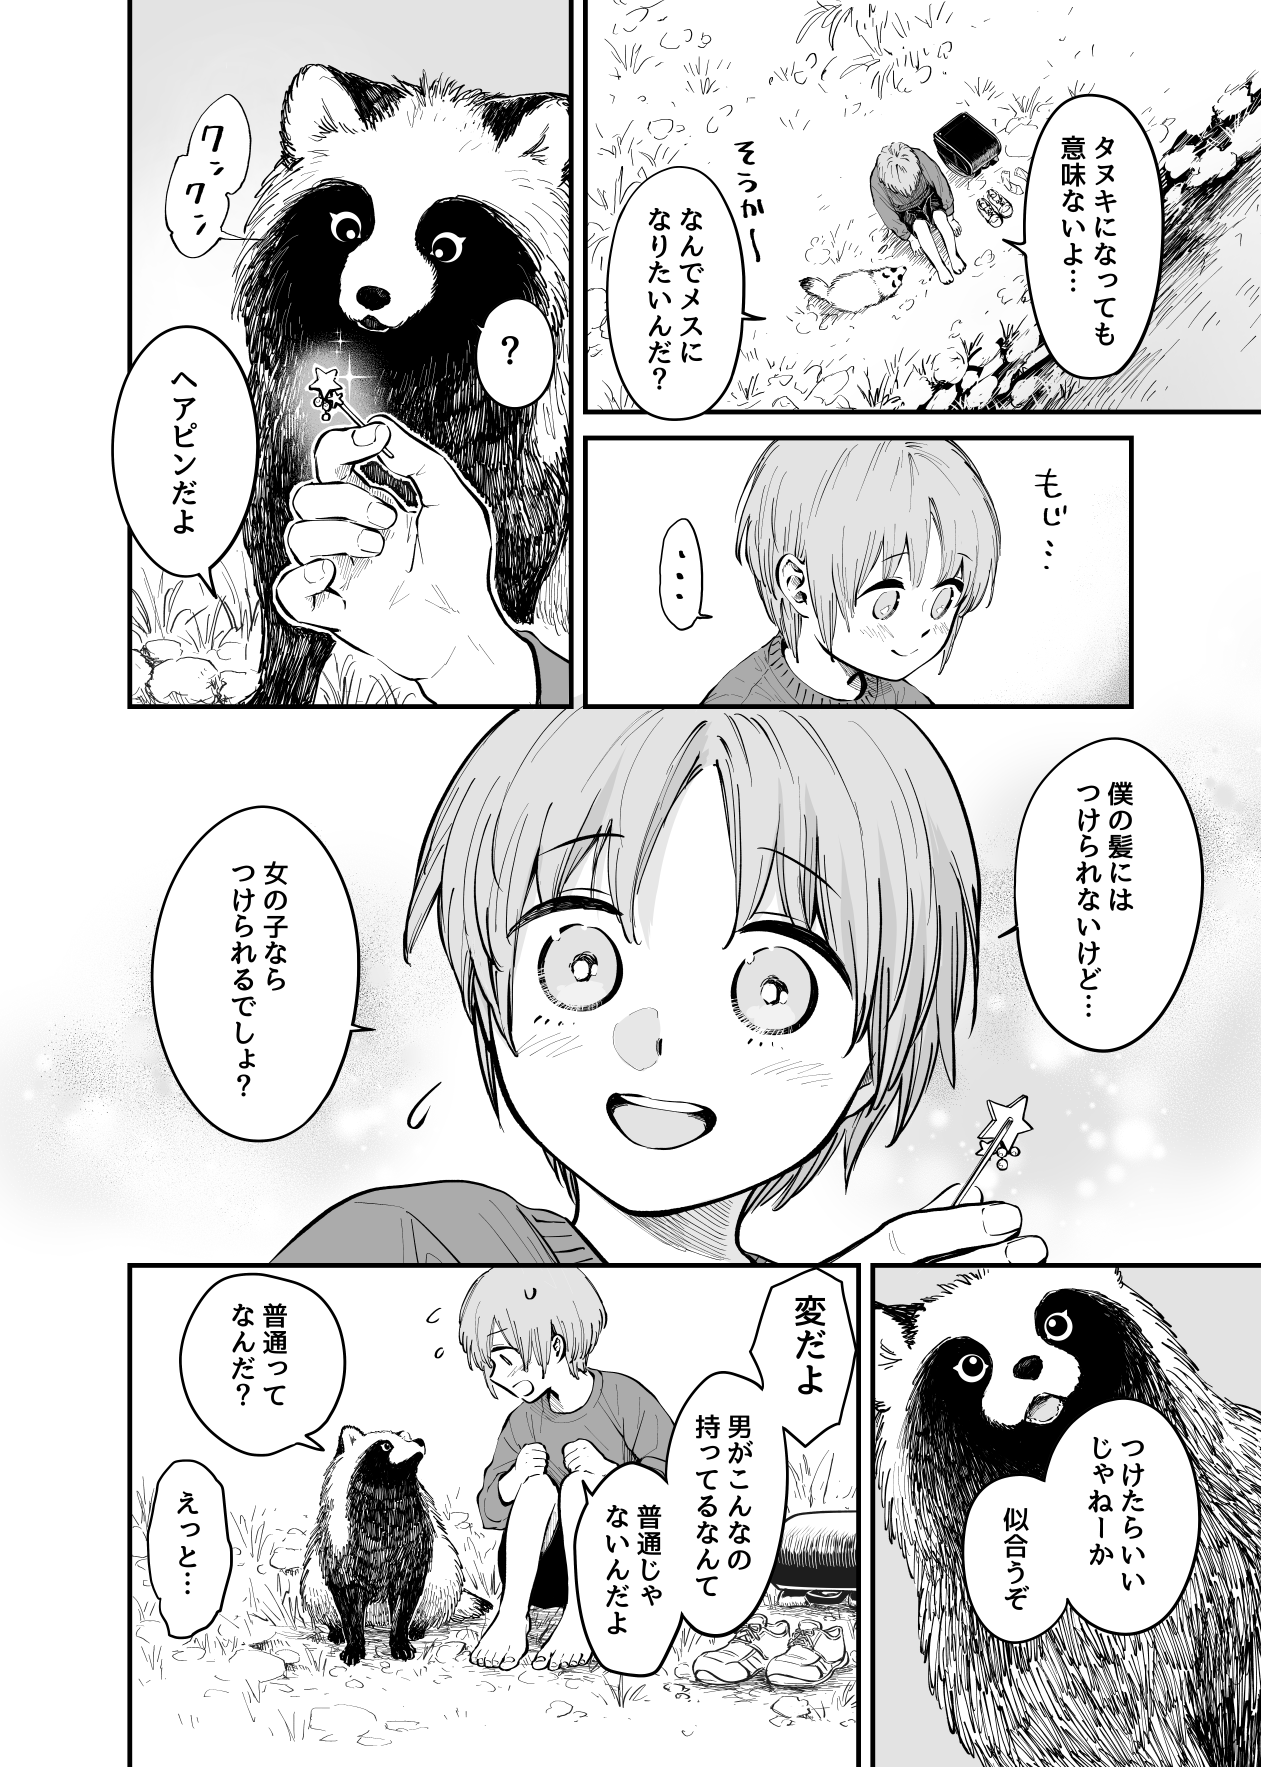 タヌキになっても
意味ないよ…
そうか〜
なんでメスに
なりたいんだ？
もじ…
…
クンクン
？
ヘアピンだよ
僕の髪には
つけられないけど…
女の子なら
つけられるでしょ？
つけたらいい
じゃねーか
似合うぞ
変だよ
男がこんなの
持ってるなんて
普通じゃ
ないんだよ
普通って
なんだ？
えっと…